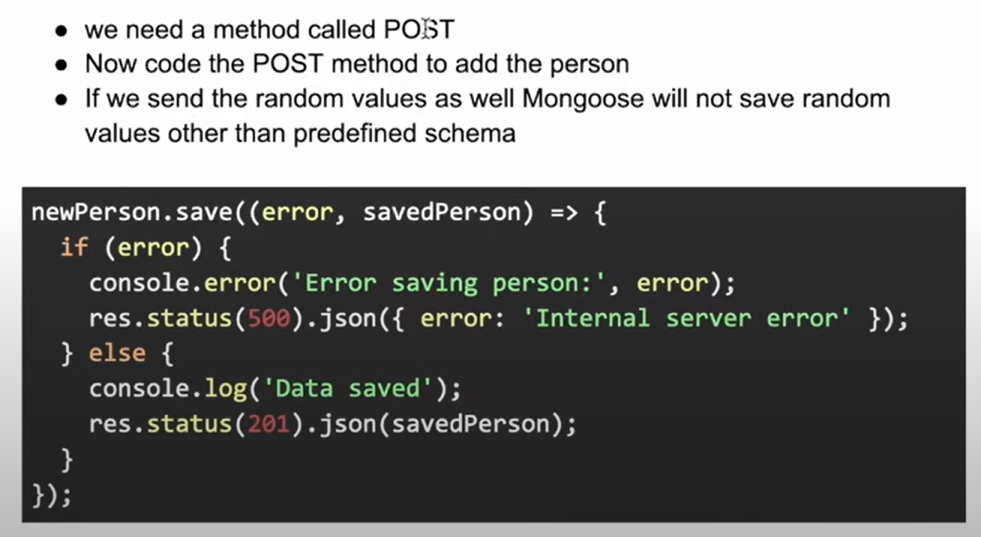 ● we need a method called POST
● Now code the POST method to add the person
● If we send the random values as well Mongoose will not save random
values other than predefined schema
newPerson.save((error, savedPerson) => {
  if (error) {
    console.error('Error saving person:', error);
    res.status(500).json({ error: 'Internal server error' });
  } else {
    console.log('Data saved');
    res.status(201).json(savedPerson);
  }
});